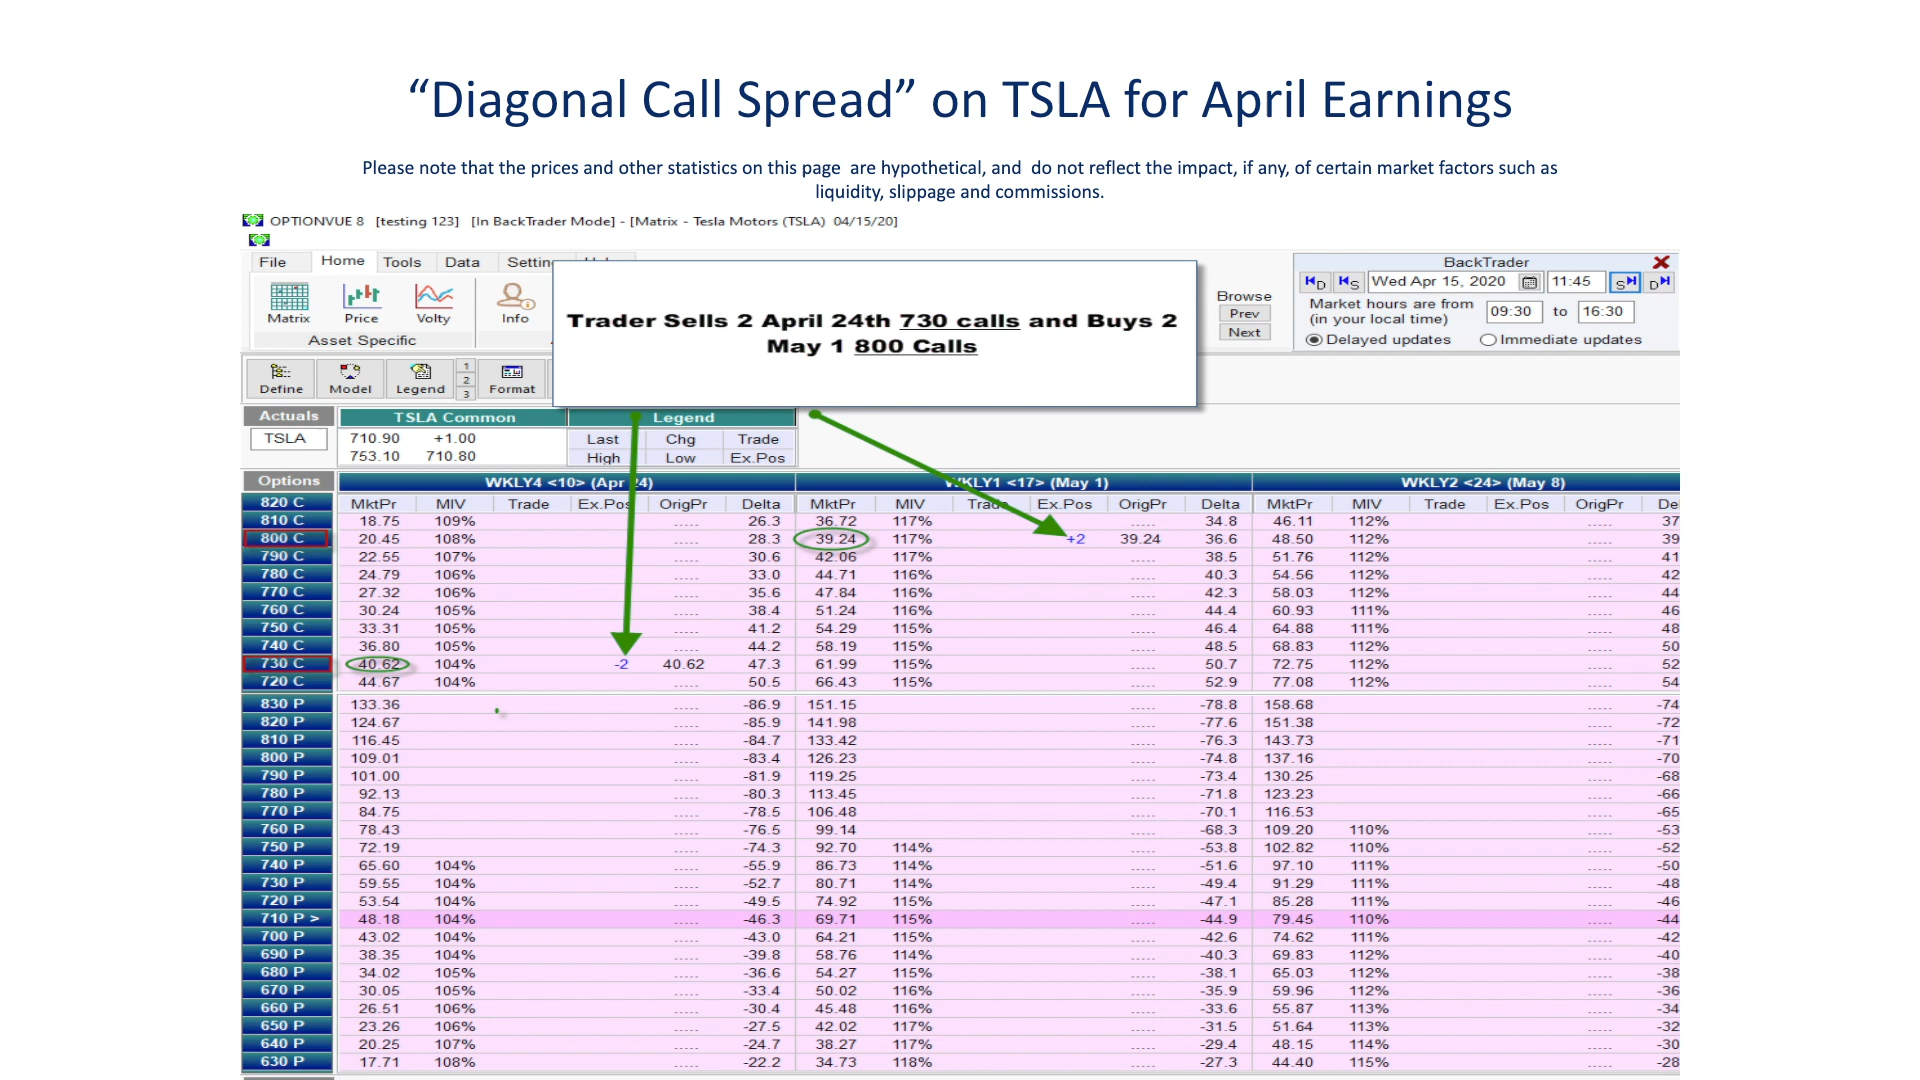 “Diagonal Call Spread” on TSLA for April Earnings
Please note that the prices and other statistics on this page are hypothetical, and do not reflect the impact, if any, of certain market factors such as
liquidity, slippage and commissions.
OPTIONVUE 8 [testing 123] [In BackTrader Mode] - [Matrix - Tesla Motors (TSLA) 04/15/20]
File Home Tools Data
Matrix Price Volty Info
Asset Specific
Define Model Legend 1 2 3 Format
Trader Sells 2 April 24th 730 calls and Buys 2
May 1 800 Calls
Browse
Prev
Next
BackTrader
D S Wed Apr 15, 2020 11:45 S D
Market hours are from
(in your local time) 09:30 to 16:30
Delayed updates Immediate updates
Actuals TSLA Common Legend
TSLA 710.90 +1.00 Last Chg Trade
753.10 710.80 High Low Ex.Pos
Options WKLY4 <10> (Apr 24) WKLY1 <17> (May 1) WKLY2 <24> (May 8)
820 C MktPr MIV Trade Ex.Pos OrigPr Delta MktPr MIV Trade Ex.Pos OrigPr Delta MktPr MIV Trade Ex.Pos OrigPr
810 C 18.75 109% ..... 26.3 36.72 117% ..... 34.8 46.11 112% ..... 37
800 C 20.45 108% ..... 28.3 39.24 117% +2 39.24 36.6 48.50 112% ..... 39
790 C 22.55 107% ..... 30.6 42.06 117% ..... 38.5 51.76 112% ..... 41
780 C 24.79 106% ..... 33.0 44.71 116% ..... 40.3 54.56 112% ..... 42
770 C 27.32 106% ..... 35.6 47.84 116% ..... 42.3 58.03 112% ..... 44
760 C 30.24 105% ..... 38.4 51.24 116% ..... 44.4 60.93 111% ..... 46
750 C 33.31 105% ..... 41.2 54.29 115% ..... 46.4 64.88 111% ..... 48
740 C 36.80 105% ..... 44.2 58.19 115% ..... 48.5 68.83 112% ..... 50
730 C 40.62 104% -2 40.62 47.3 61.99 115% ..... 50.7 72.75 112% ..... 52
720 C 44.67 104% ..... 50.5 66.43 115% ..... 52.9 77.08 112% ..... 54
830 P 133.36 ..... -86.9 151.15 ..... -78.8 158.68 ..... -74
820 P 124.67 ..... -85.9 141.98 ..... -77.6 151.38 ..... -72
810 P 116.45 ..... -84.7 133.42 ..... -76.3 143.73 ..... -71
800 P 109.01 ..... -83.4 126.23 ..... -74.8 137.16 ..... -70
790 P 101.00 ..... -81.9 119.25 ..... -73.4 130.25 ..... -68
780 P 92.13 ..... -80.3 113.45 ..... -71.8 123.23 ..... -66
770 P 84.75 ..... -78.5 106.48 ..... -70.1 116.53 ..... -65
760 P 78.43 ..... -76.5 99.14 ..... -68.3 109.20 110% ..... -53
750 P 72.19 ..... -74.3 92.70 114% ..... -53.8 102.82 110% ..... -52
740 P 65.60 104% ..... -55.9 86.73 114% ..... -51.6 97.10 111% ..... -50
730 P 59.55 104% ..... -52.7 80.71 114% ..... -49.4 91.29 111% ..... -48
720 P 53.54 104% ..... -49.5 74.92 115% ..... -47.1 85.28 111% ..... -46
710 P > 48.18 104% ..... -46.3 69.71 115% ..... -44.9 79.45 110% ..... -44
700 P 43.02 104% ..... -43.0 64.21 115% ..... -42.6 74.62 111% ..... -42
690 P 38.35 104% ..... -39.8 58.76 114% ..... -40.3 69.83 112% ..... -40
680 P 34.02 105% ..... -36.6 54.27 115% ..... -38.1 65.03 112% ..... -38
670 P 30.05 105% ..... -33.4 50.02 116% ..... -35.9 59.96 112% ..... -36
660 P 26.51 106% ..... -30.4 45.48 116% ..... -33.6 55.87 113% ..... -34
650 P 23.26 106% ..... -27.5 42.02 117% ..... -31.5 51.64 113% ..... -32
640 P 20.25 107% ..... -24.7 38.27 117% ..... -29.4 48.15 114% ..... -30
630 P 17.71 108% ..... -22.2 34.73 118% ..... -27.3 44.40 115% ..... -28